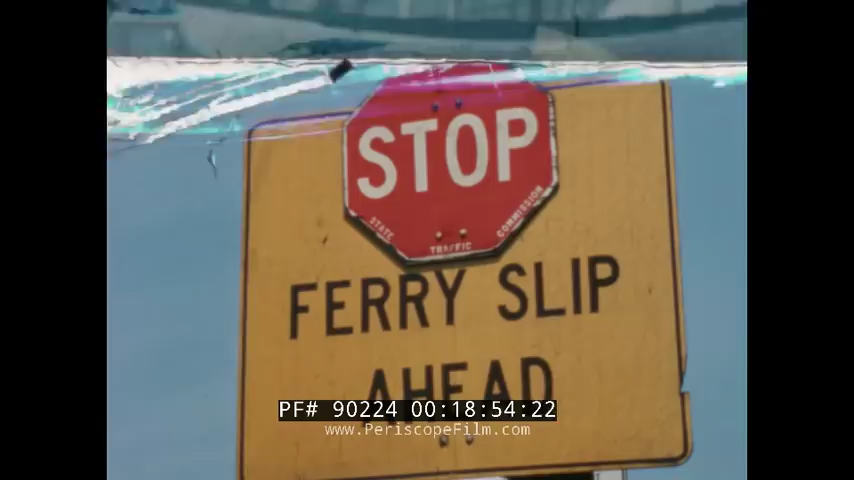 STOP
STATE TRAFFIC COMMISSION
FERRY SLIP
AHEAD
PF# 90224 00:18:54:22
www.PeriscopeFilm.com